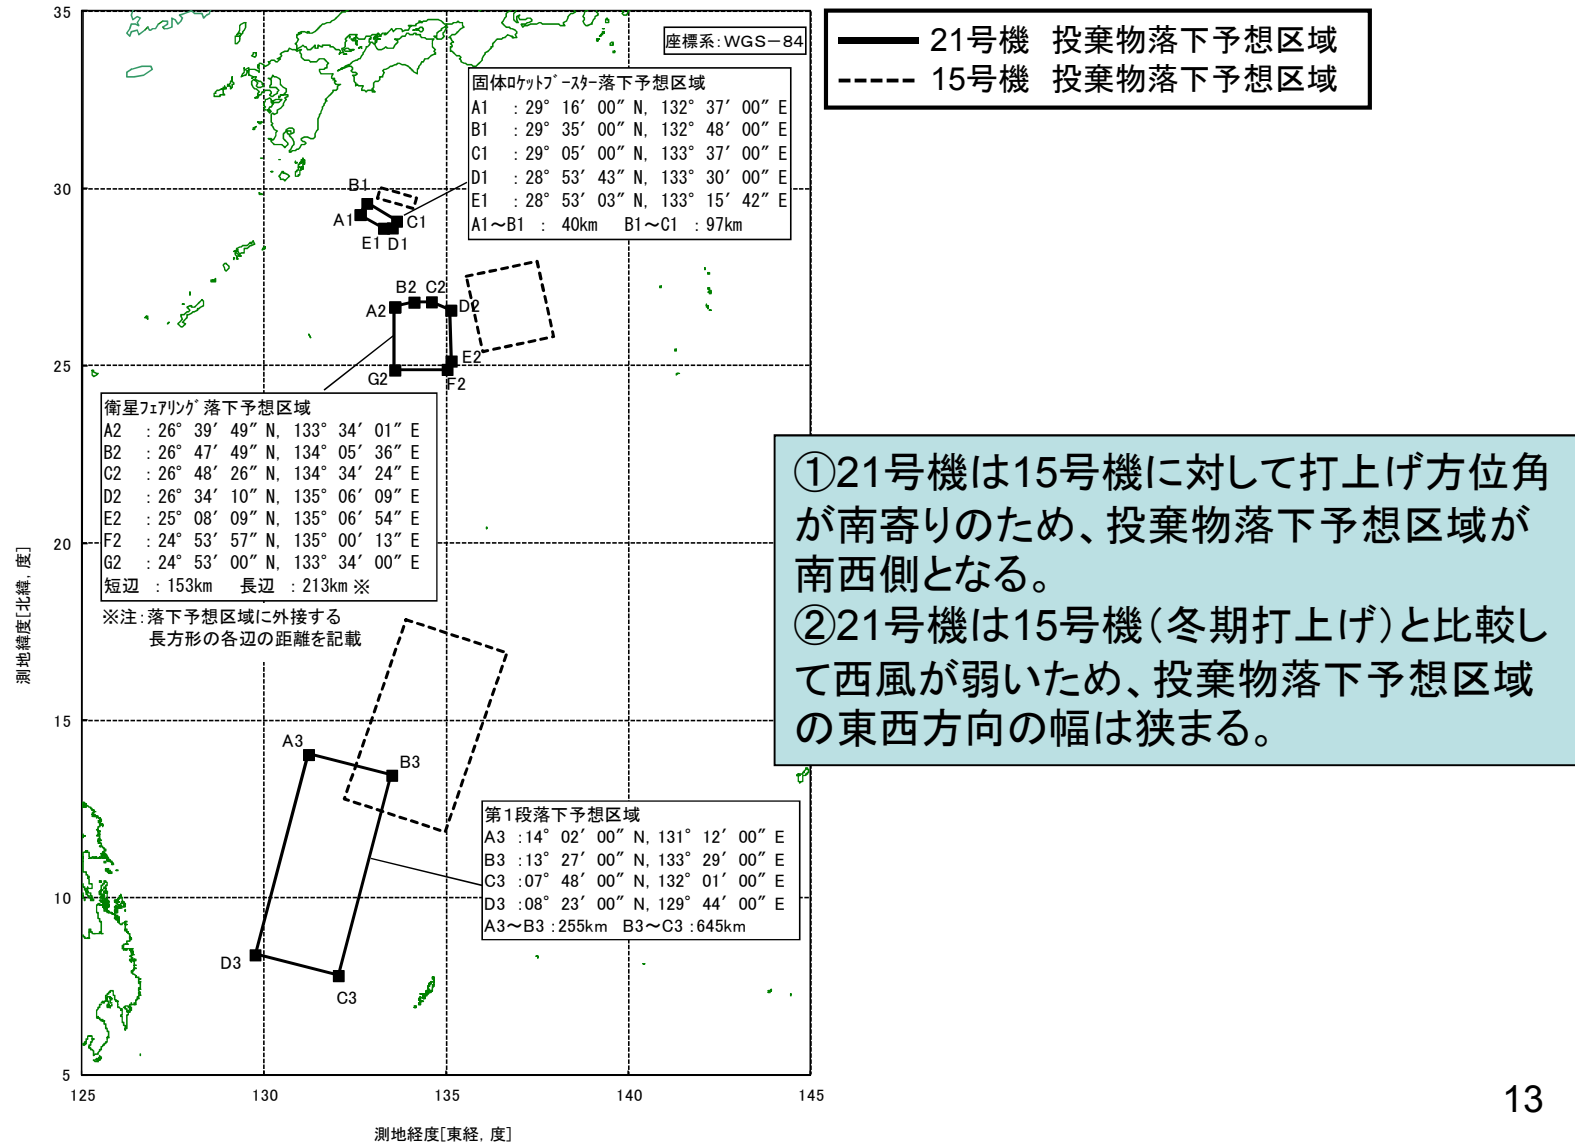 21号機 投棄物落下予想区域
15号機 投棄物落下予想区域
座標系:WGS-84
固体ﾛｹｯﾄﾌﾞｰｽﾀｰ落下予想区域
A1 : 29° 16′ 00″ N, 132° 37′ 00″ E
B1 : 29° 35′ 00″ N, 132° 48′ 00″ E
C1 : 29° 05′ 00″ N, 133° 37′ 00″ E
D1 : 28° 53′ 43″ N, 133° 30′ 00″ E
E1 : 28° 53′ 03″ N, 133° 15′ 42″ E
A1～B1 : 40km B1～C1 : 97km
B1
A1
C1
E1 D1
B2 C2
A2
D2
E2
G2
F2
衛星ﾌｪｱﾘﾝｸﾞ落下予想区域
A2 : 26° 39′ 49″ N, 133° 34′ 01″ E
B2 : 26° 47′ 49″ N, 134° 05′ 36″ E
C2 : 26° 48′ 26″ N, 134° 34′ 24″ E
D2 : 26° 34′ 10″ N, 135° 06′ 09″ E
E2 : 25° 08′ 09″ N, 135° 06′ 54″ E
F2 : 24° 53′ 57″ N, 135° 00′ 13″ E
G2 : 24° 53′ 00″ N, 133° 34′ 00″ E
短辺 : 153km 長辺 : 213km ※
※注:落下予想区域に外接する
長方形の各辺の距離を記載
①21号機は15号機に対して打上げ方位角
が南寄りのため、投棄物落下予想区域が
南西側となる。
②21号機は15号機(冬期打上げ)と比較し
て西風が弱いため、投棄物落下予想区域
の東西方向の幅は狭まる。
A3
B3
第1段落下予想区域
A3 :14° 02′ 00″ N, 131° 12′ 00″ E
B3 :13° 27′ 00″ N, 133° 29′ 00″ E
C3 :07° 48′ 00″ N, 132° 01′ 00″ E
D3 :08° 23′ 00″ N, 129° 44′ 00″ E
A3～B3 :255km B3～C3 :645km
D3
C3
35
30
25
20
15
10
5
125 130 135 140 145
測地緯度[北緯, 度]
測地経度[東経, 度]
13